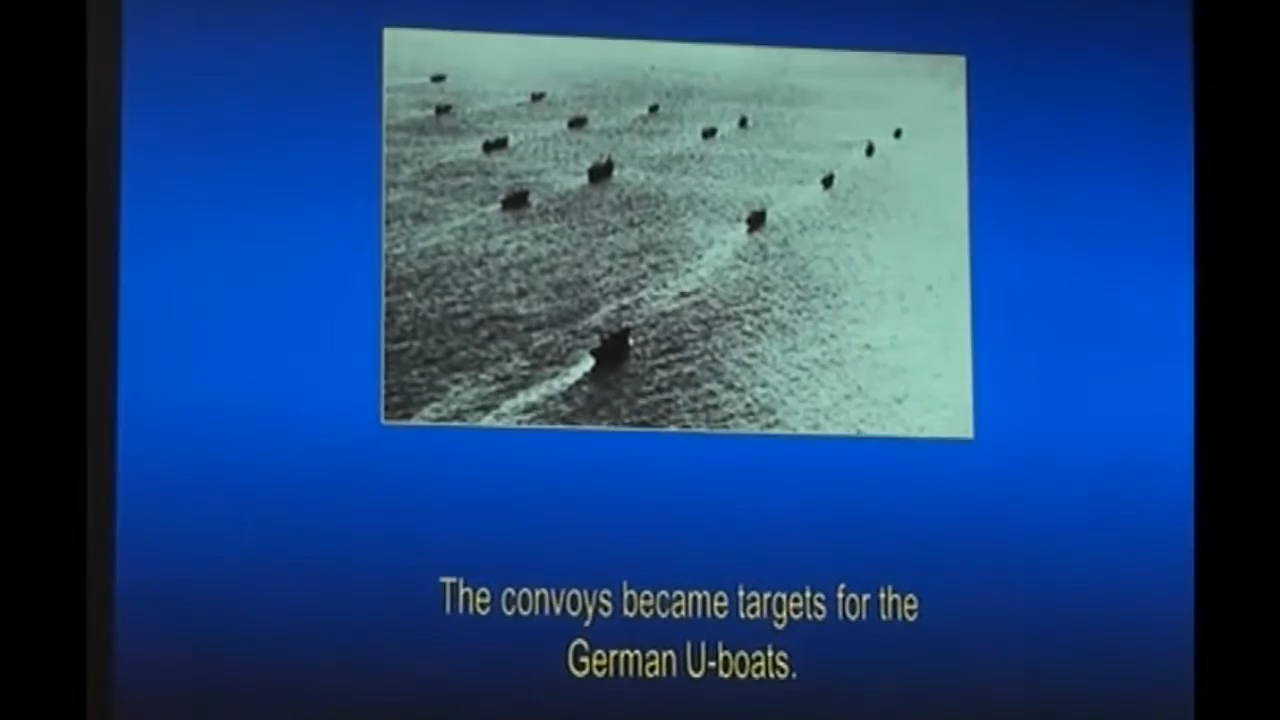 The convoys became targets for the
German U-boats.